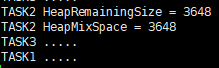 TASK2 HeapRemainingSize = 3648
TASK2 HeapMixSpace = 3648
TASK3 .....
TASK1 .....